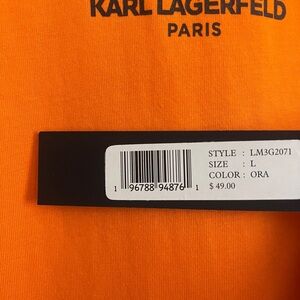 KARL LAGERFELD
PARIS
STYLE : LM3G2071
SIZE : L
COLOR : ORA
$ 49.00
1 96788 94876 1